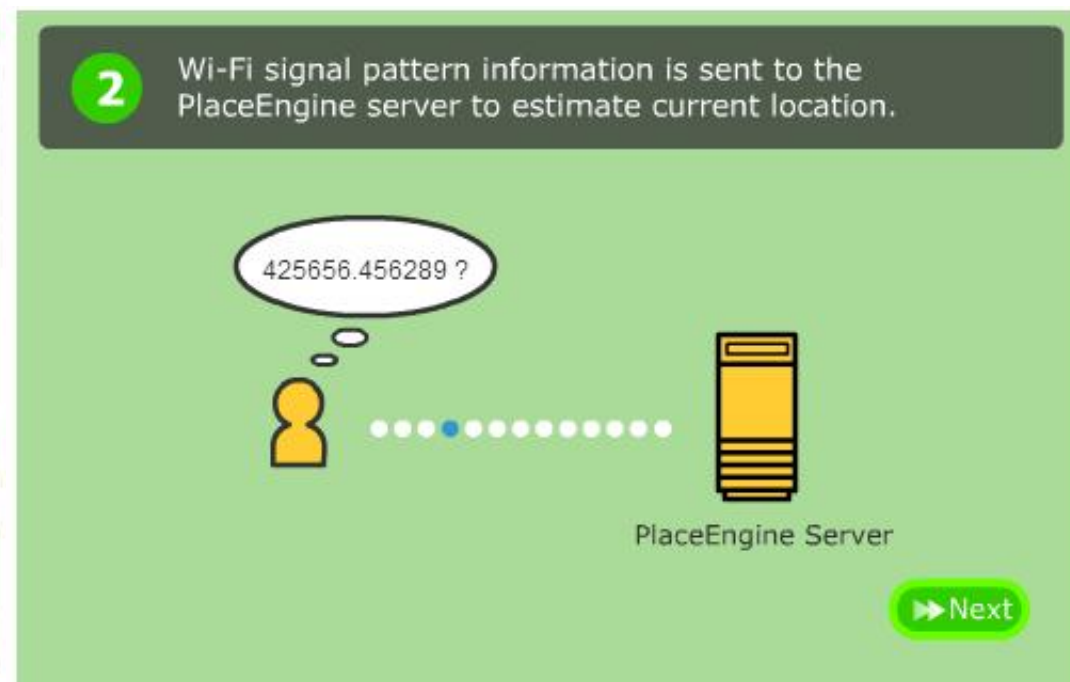 2
Wi-Fi signal pattern information is sent to the
PlaceEngine server to estimate current location.
425656.456289 ?
PlaceEngine Server
Next